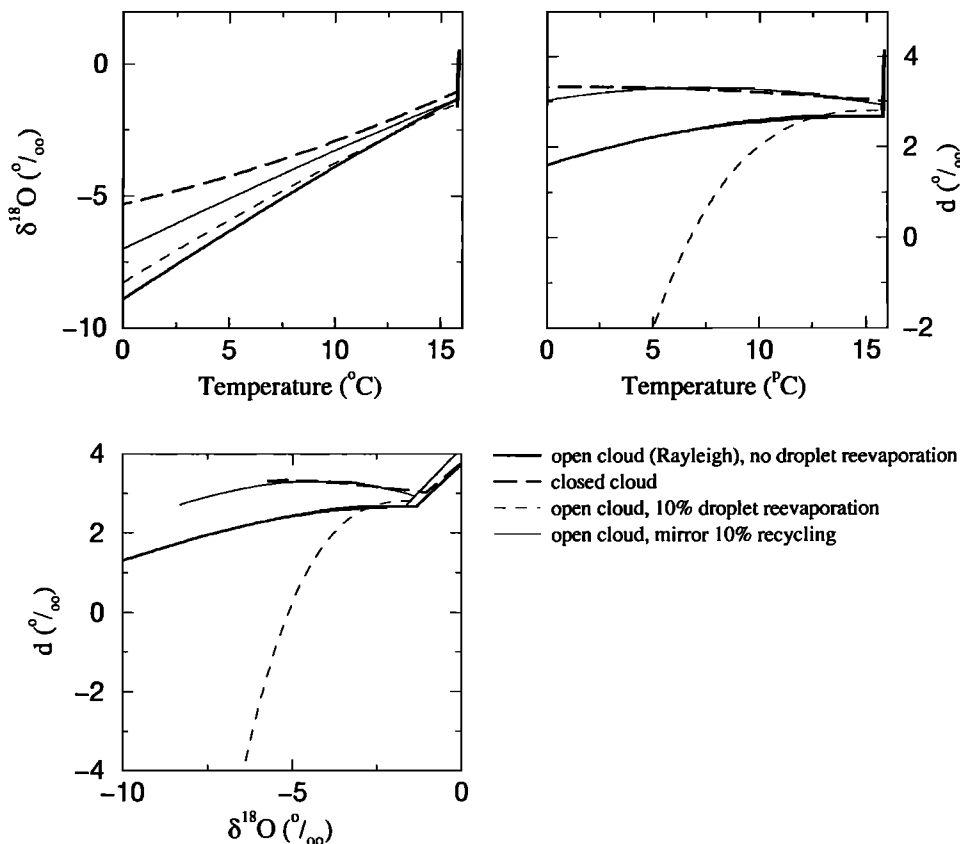 0
−5
−10
δ18O (o/oo)
0 5 10 15
Temperature (oC)
4
2
0
−2
d (o/oo)
0 5 10 15
Temperature (PC)
4
2
0
−2
−4
d (o/oo)
−10 −5 0
δ18O (o/oo)
open cloud (Rayleigh), no droplet reevaporation
closed cloud
open cloud, 10% droplet reevaporation
open cloud, mirror 10% recycling